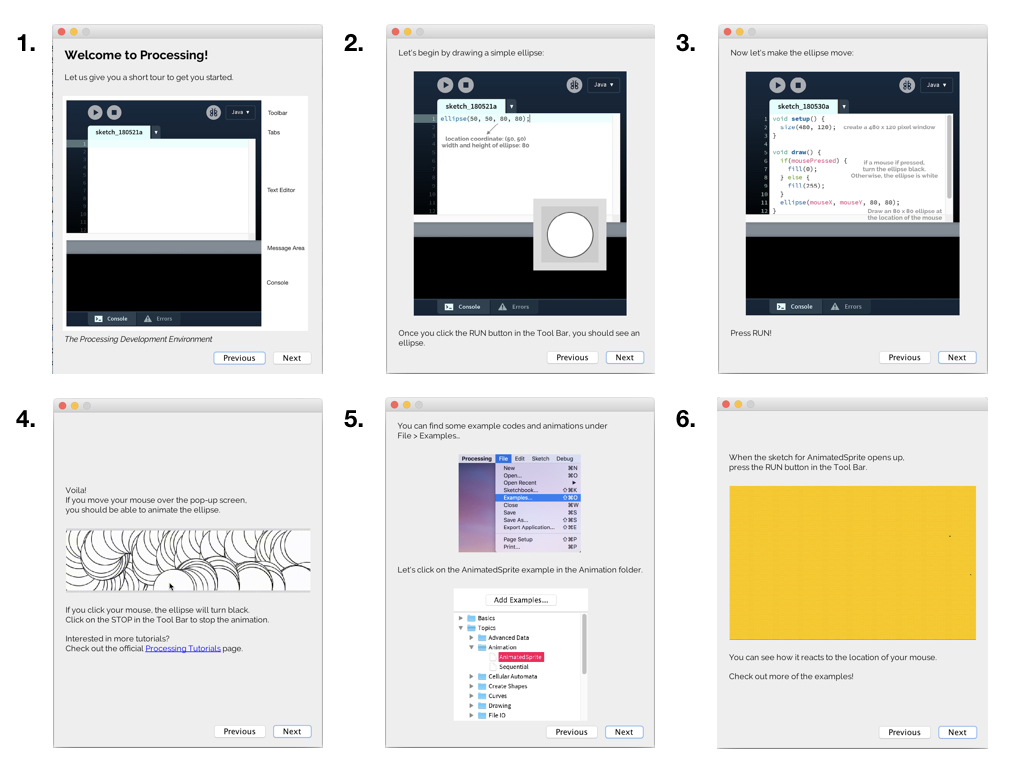 1.
Welcome to Processing!
Let us give you a short tour to get you started.
Java ▾
Toolbar
sketch_180521a
Tabs
1
Text Editor
Message Area
Console
Console
Errors
The Processing Development Environment
Previous
Next
2.
Let's begin by drawing a simple ellipse:
Java ▾
sketch_180521a
1 ellipse(50, 50, 80, 80);
location coordinate: (50, 50)
width and height of ellipse: 80
Console
Errors
Once you click the RUN button in the Tool Bar, you should see an
ellipse.
Previous
Next
3.
Now let's make the ellipse move:
Java ▾
sketch_180530a
1 void setup() {
2 size(480, 120); create a 480 x 120 pixel window
3 }
4
5 void draw() {
6 if(mousePressed) { if a mouse if pressed,
7 fill(0); turn the ellipse black.
8 } else { Otherwise, the ellipse is white
9 fill(255);
10 }
11 ellipse(mouseX, mouseY, 80, 80);
12 } Draw an 80 x 80 ellipse at
the location of the mouse
Console
Errors
Press RUN!
Previous
Next
4.
Voila!
If you move your mouse over the pop-up screen,
you should be able to animate the ellipse.
If you click your mouse, the ellipse will turn black.
Click on the STOP in the Tool Bar to stop the animation.
Interested in more tutorials?
Check out the official Processing Tutorials page.
Previous
Next
5.
You can find some example codes and animations under
File > Examples...
Processing File Edit Sketch Debug
New ⌘N
Open... ⌘O
Open Recent ▶
Sketchbook... ⇧⌘K
Examples... ⇧⌘O
Close ⌘W
Save ⌘S
Save As... ⇧⌘S
Export Application... ⇧⌘E
Page Setup ⇧⌘P
Print... ⌘P
Let's click on the AnimatedSprite example in the Animation folder.
Add Examples...
Basics
Topics
Advanced Data
Animation
AnimatedSprite
Sequential
Cellular Automata
Create Shapes
Curves
Drawing
File IO
Previous
Next
6.
When the sketch for AnimatedSprite opens up,
press the RUN button in the Tool Bar.
You can see how it reacts to the location of your mouse.
Check out more of the examples!
Previous
Next